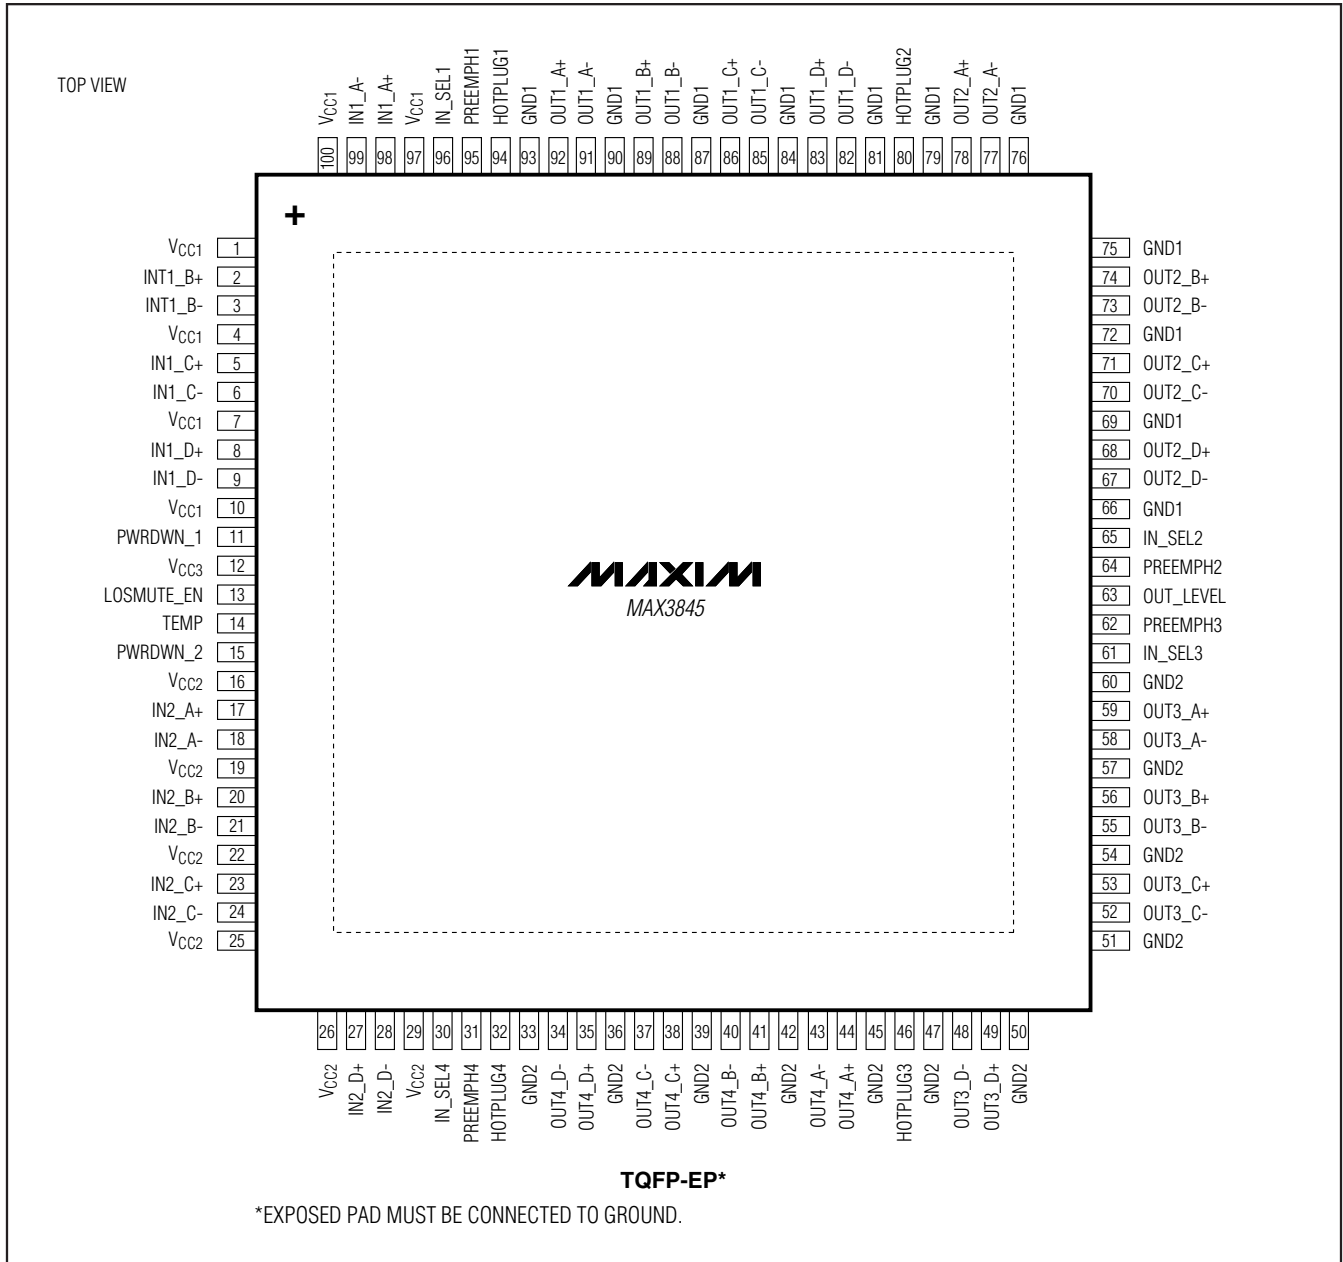 TOP VIEW
VCC1
IN1_A-
IN1_A+
VCC1
IN_SEL1
PREEMPH1
HOTPLUG1
GND1
OUT1_A+
OUT1_A-
GND1
OUT1_B+
OUT1_B-
GND1
OUT1_C+
OUT1_C-
GND1
OUT1_D+
OUT1_D-
GND1
HOTPLUG2
GND1
OUT2_A+
OUT2_A-
GND1
100 99 98 97 96 95 94 93 92 91 90 89 88 87 86 85 84 83 82 81 80 79 78 77 76
+
VCC1 1
INT1_B+ 2
INT1_B- 3
VCC1 4
IN1_C+ 5
IN1_C- 6
VCC1 7
IN1_D+ 8
IN1_D- 9
VCC1 10
PWRDWN_1 11
VCC3 12
LOSMUTE_EN 13
TEMP 14
PWRDWN_2 15
VCC2 16
IN2_A+ 17
IN2_A- 18
VCC2 19
IN2_B+ 20
IN2_B- 21
VCC2 22
IN2_C+ 23
IN2_C- 24
VCC2 25
MAXIM
MAX3845
75 GND1
74 OUT2_B+
73 OUT2_B-
72 GND1
71 OUT2_C+
70 OUT2_C-
69 GND1
68 OUT2_D+
67 OUT2_D-
66 GND1
65 IN_SEL2
64 PREEMPH2
63 OUT_LEVEL
62 PREEMPH3
61 IN_SEL3
60 GND2
59 OUT3_A+
58 OUT3_A-
57 GND2
56 OUT3_B+
55 OUT3_B-
54 GND2
53 OUT3_C+
52 OUT3_C-
51 GND2
26 27 28 29 30 31 32 33 34 35 36 37 38 39 40 41 42 43 44 45 46 47 48 49 50
VCC2
IN2_D+
IN2_D-
VCC2
IN_SEL4
PREEMPH4
HOTPLUG4
GND2
OUT4_D-
OUT4_D+
GND2
OUT4_C-
OUT4_C+
GND2
OUT4_B-
OUT4_B+
GND2
OUT4_A-
OUT4_A+
GND2
HOTPLUG3
GND2
OUT3_D-
OUT3_D+
GND2
TQFP-EP*
*EXPOSED PAD MUST BE CONNECTED TO GROUND.